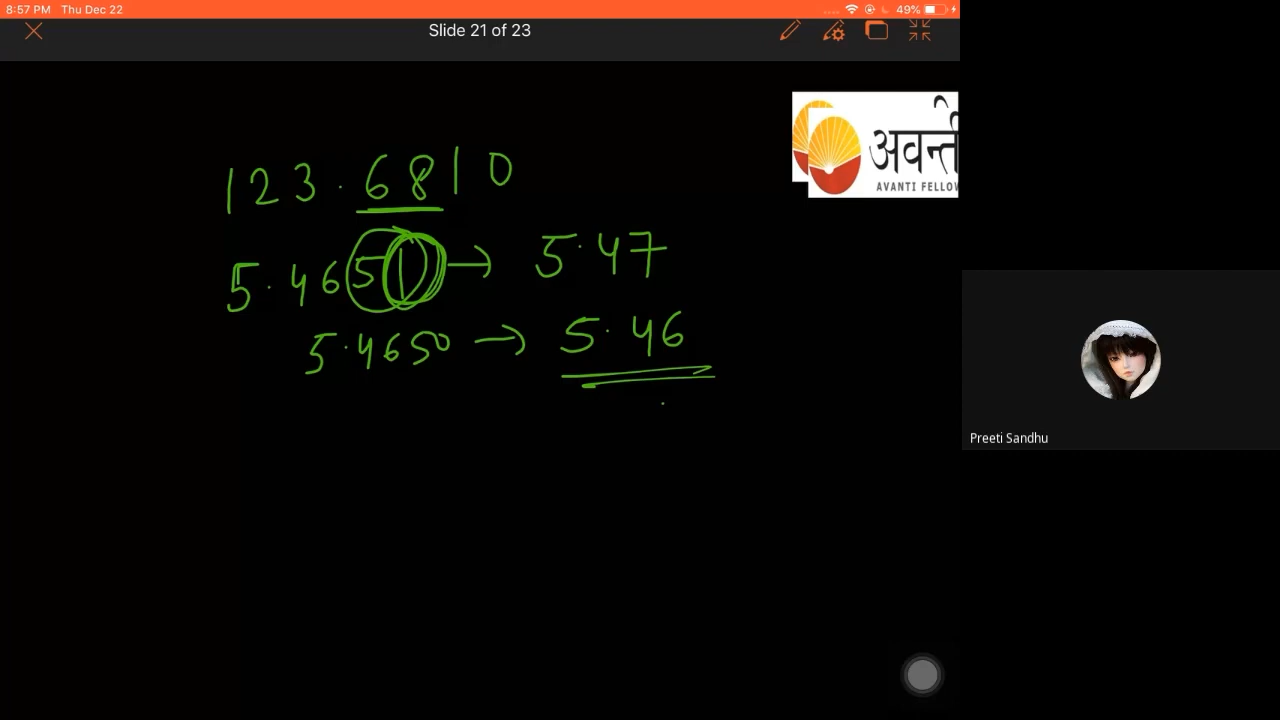 8:57 PM Thu Dec 22
49%
Slide 21 of 23
अवन्ती
AVANTI FELLOW
123.6810
5.4651 → 5.47
5.4650 → 5.46
Preeti Sandhu